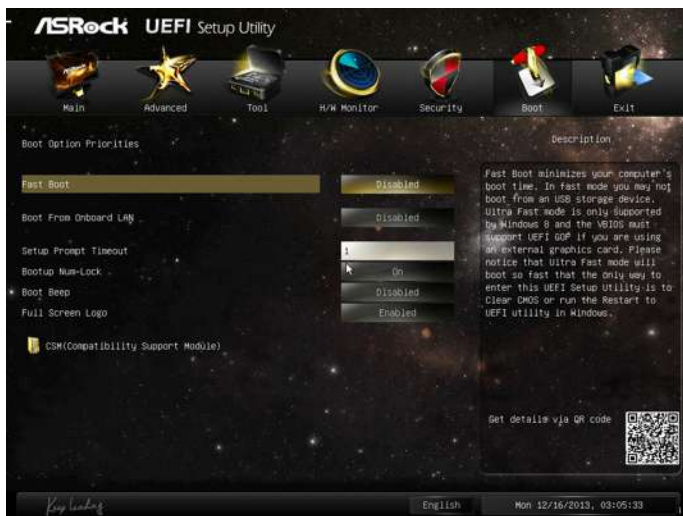 ASRock UEFI Setup Utility
Main Advanced Tool H/W Monitor Security Boot Exit
Boot Option Priorities
Fast Boot Disabled
Boot From Onboard LAN Disabled
Setup Prompt Timeout 1
Bootup Num-Lock On
Boot Beep Disabled
Full Screen Logo Enabled
CSM(Compatibility Support Module)
Description
Fast Boot minimizes your computer's
boot time. In fast mode you may not
boot from an USB storage device.
Ultra Fast mode is only supported
by Windows 8 and the VBIOS must
support UEFI GOP if you are using
an external graphics card. Please
notice that Ultra Fast mode will
boot so fast that the only way to
enter this UEFI Setup Utility is to
Clear CMOS or run the Restart to
UEFI utility in Windows.
Get details via QR code
Keep leading
English Mon 12/16/2013, 03:05:33